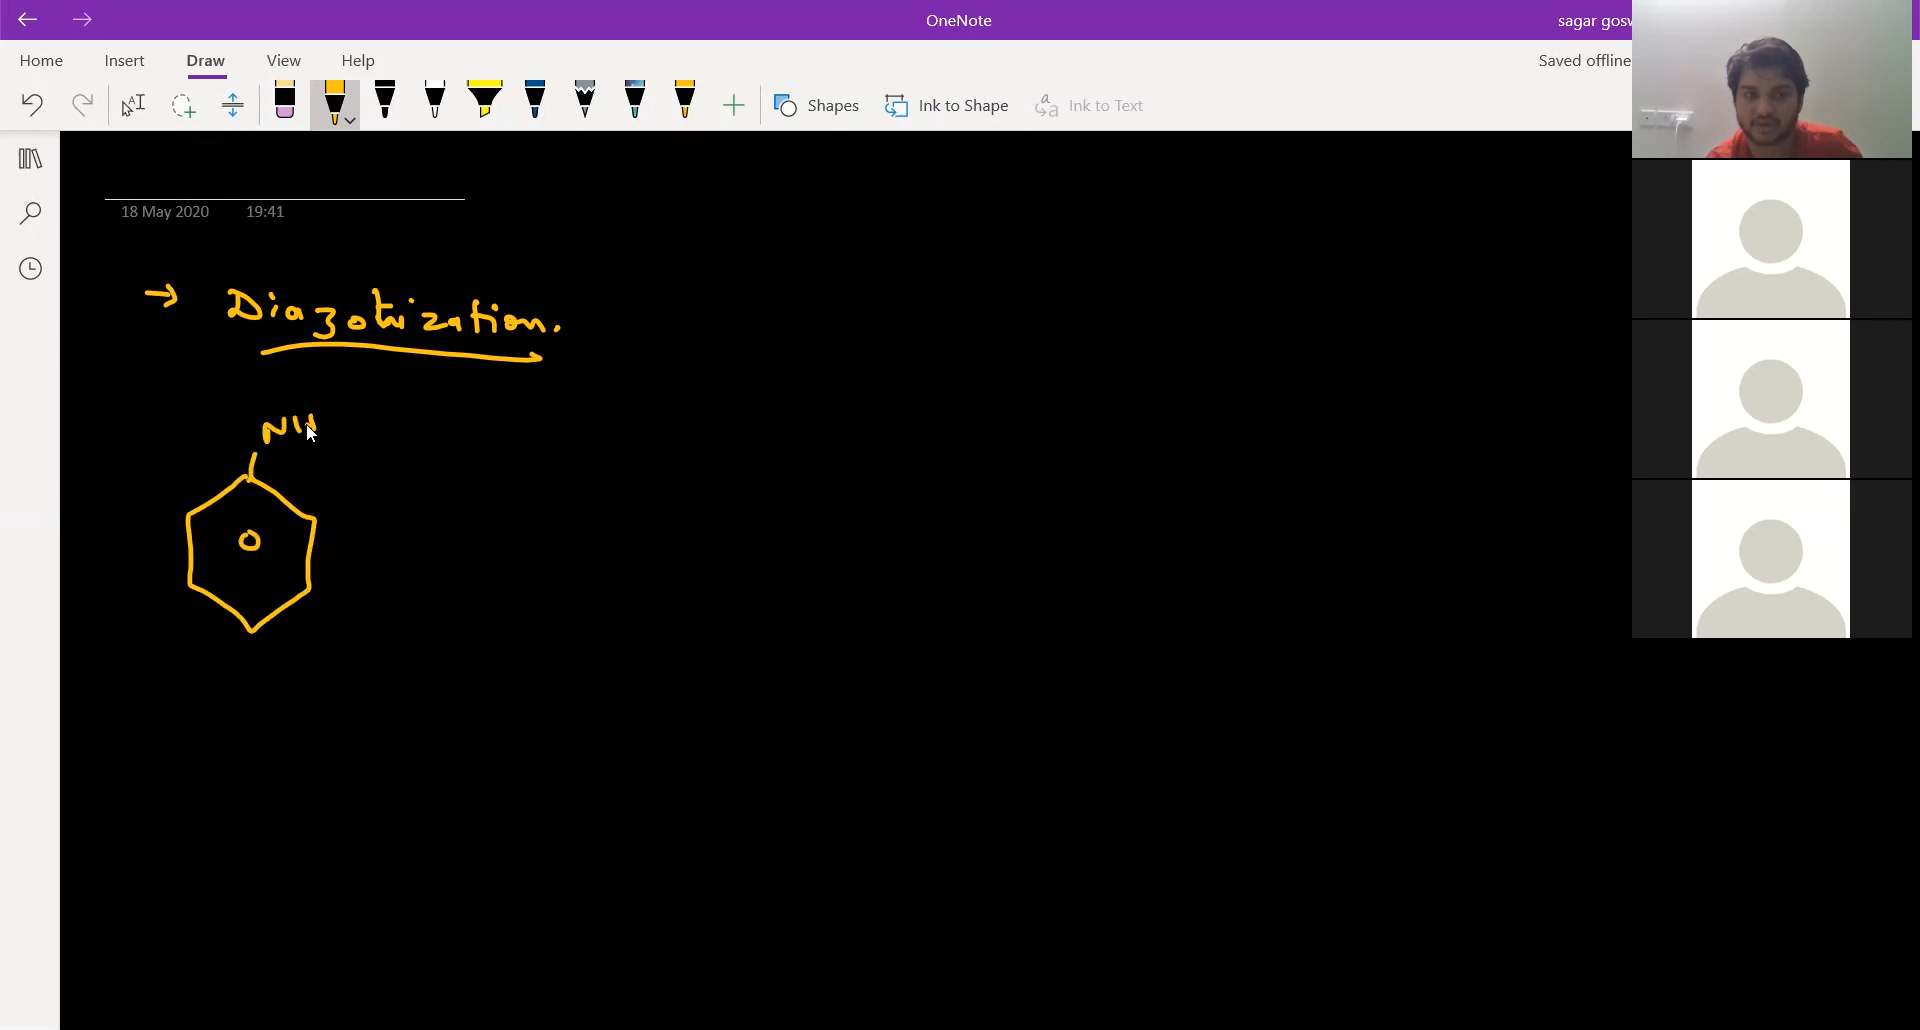 OneNote
sagar gosw
Home Insert Draw View Help
Saved offline
Shapes Ink to Shape Ink to Text
18 May 2020 19:41
→ Diazotization.
NH